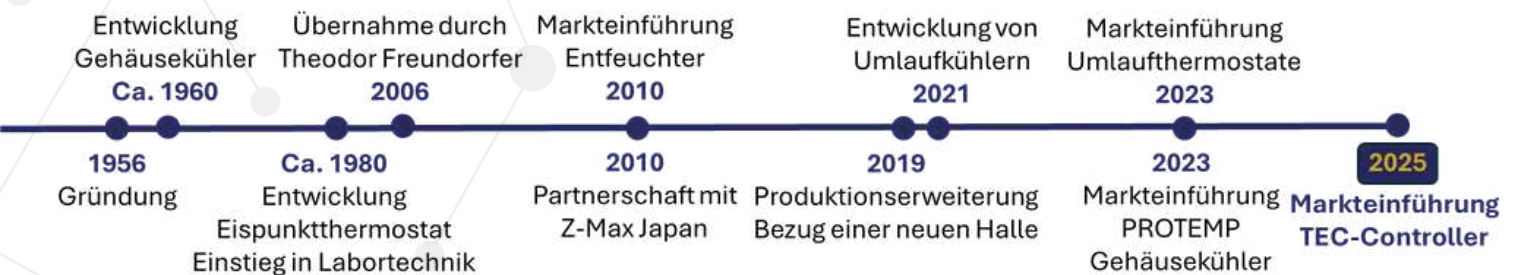 Entwicklung
Gehäusekühler
Ca. 1960
Übernahme durch
Theodor Freundorfer
2006
Markteinführung
Entfeuchter
2010
Entwicklung von
Umlaufkühlern
2021
Markteinführung
Umlaufthermostate
2023
1956
Gründung
Ca. 1980
Entwicklung
Eispunktthermostat
Einstieg in Labortechnik
2010
Partnerschaft mit
Z-Max Japan
2019
Produktionserweiterung
Bezug einer neuen Halle
2023
Markteinführung
PROTEMP
Gehäusekühler
2025
Markteinführung
TEC-Controller